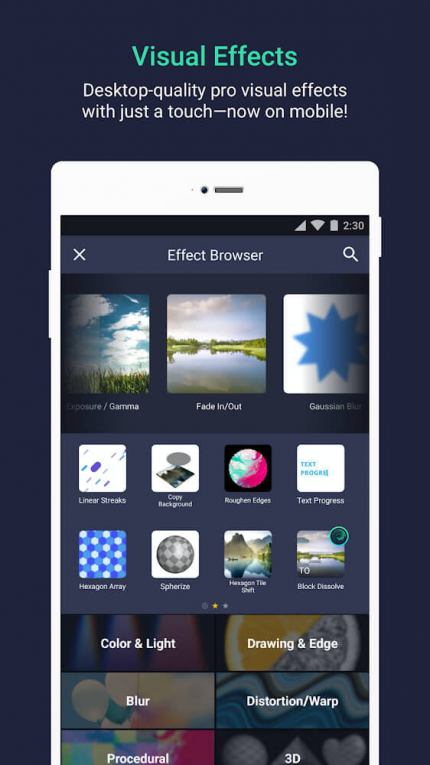 Visual Effects
Desktop-quality pro visual effects
with just a touch—now on mobile!
2:30
Effect Browser
Exposure / Gamma
Fade In/Out
Gaussian Blur
TEXT
PROGRE
Linear Streaks
Copy
Background
Roughen Edges
Text Progress
TO
Hexagon Array
Spherize
Hexagon Tile
Shift
Block Dissolve
Color & Light
Drawing & Edge
Blur
Distortion/Warp
Procedural
3D